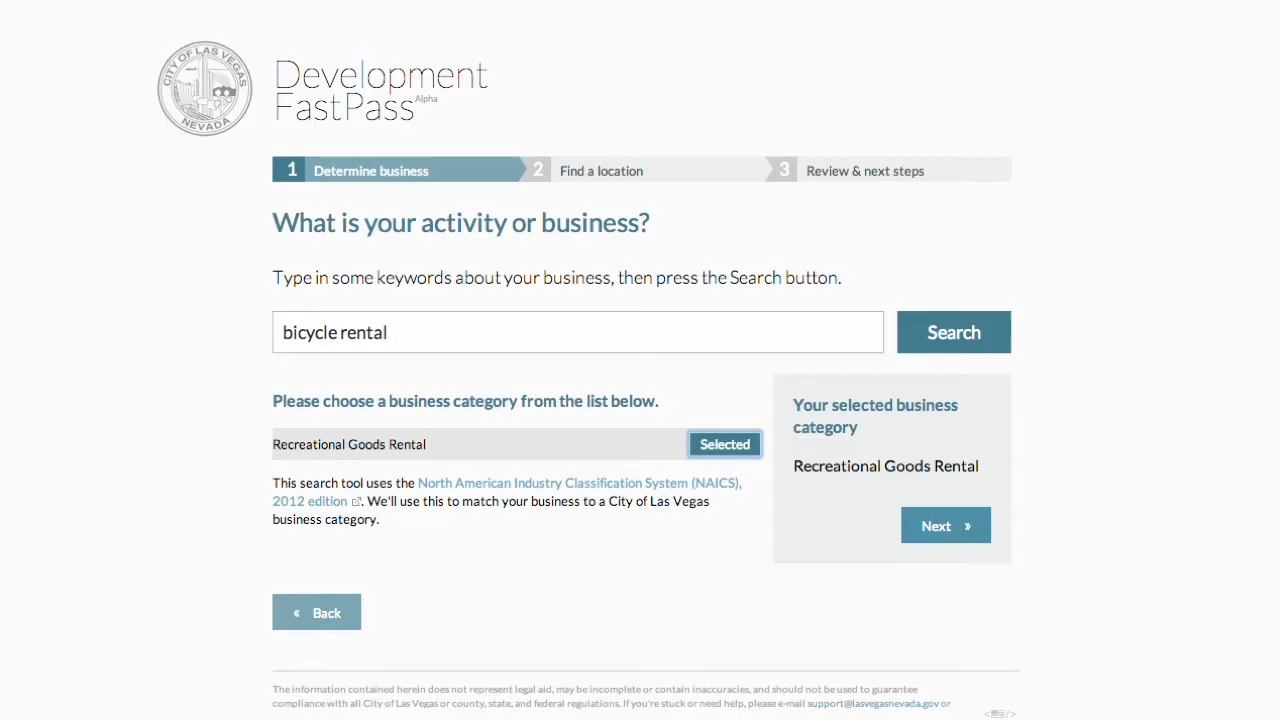 CITY OF LAS VEGAS
NEVADA
Development
FastPass Alpha
1 Determine business
2 Find a location
3 Review & next steps
What is your activity or business?
Type in some keywords about your business, then press the Search button.
bicycle rental
Search
Please choose a business category from the list below.
Recreational Goods Rental
Selected
This search tool uses the North American Industry Classification System (NAICS),
2012 edition. We'll use this to match your business to a City of Las Vegas
business category.
Your selected business
category
Recreational Goods Rental
Next »
« Back
The information contained herein does not represent legal aid, may be incomplete or contain inaccuracies, and should not be used to guarantee
compliance with all City of Las Vegas or county, state, and federal regulations. If you're stuck or need help, please e-mail support@lasvegasnevada.gov or